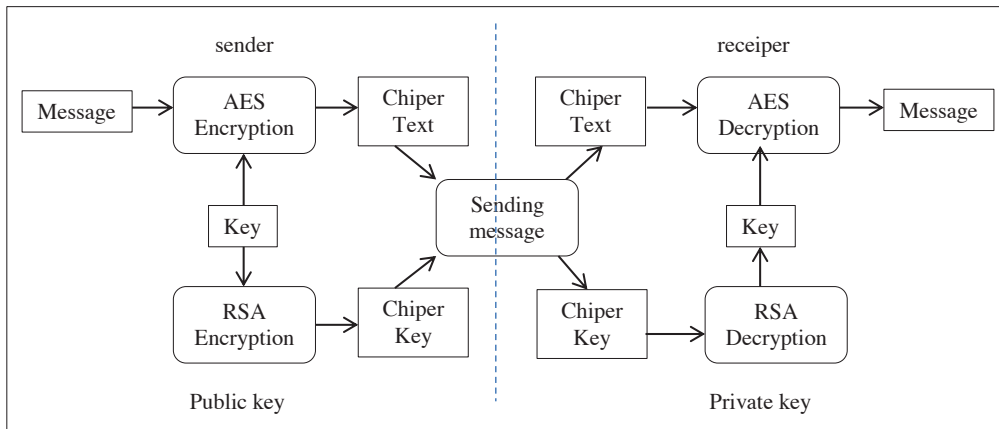 sender
receiper
Message
AES
Encryption
Chiper
Text
Chiper
Text
AES
Decryption
Message
Sending
message
Key
Key
RSA
Encryption
Chiper
Key
Chiper
Key
RSA
Decryption
Public key
Private key